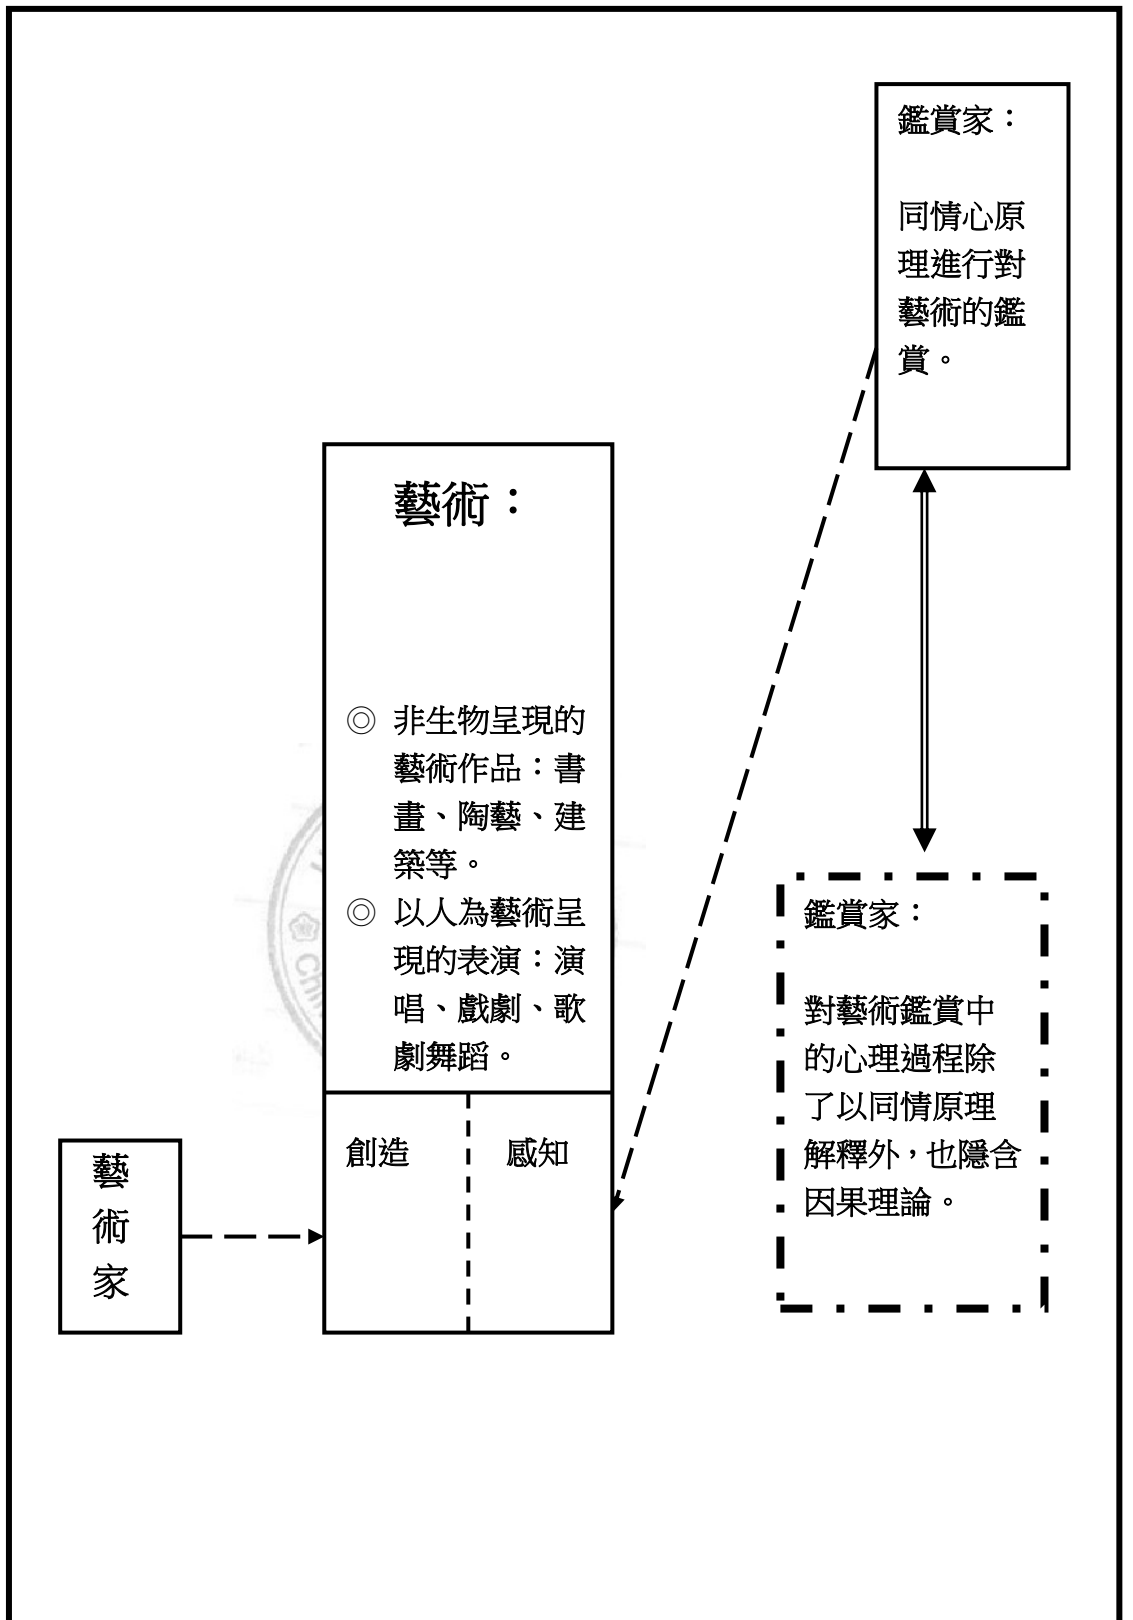 鑑賞家：
同情心原
理進行對
藝術的鑑
賞。
藝術：
◎ 非生物呈現的
藝術作品：書
畫、陶藝、建
築等。
◎ 以人為藝術呈
現的表演：演
唱、戲劇、歌
劇舞蹈。
創造
感知
藝
術
家
鑑賞家：
對藝術鑑賞中
的心理過程除
了以同情原理
解釋外，也隱含
因果理論。